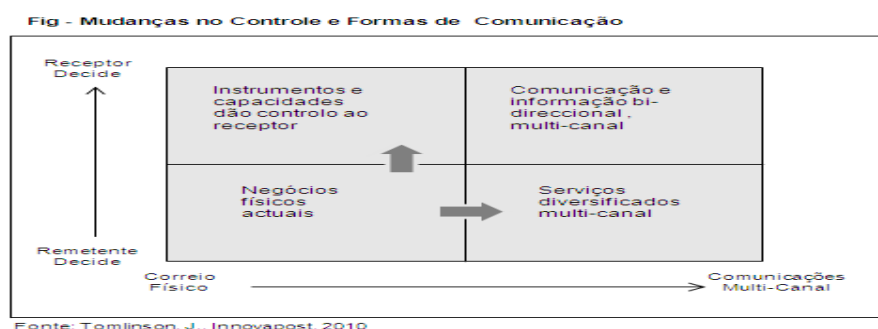 Fig - Mudanças no Controle e Formas de Comunicação
Receptor
Decide
Instrumentos e
capacidades
dão controlo ao
receptor
Comunicação e
informação bi-
direccional ,
multi-canal
Negócios
físicos
actuais
Serviços
diversificados
multi-canal
Remetente
Decide
Correio
Físico
Comunicações
Multi-Canal
Fonte: Tomlinson, J., Innovapost, 2010